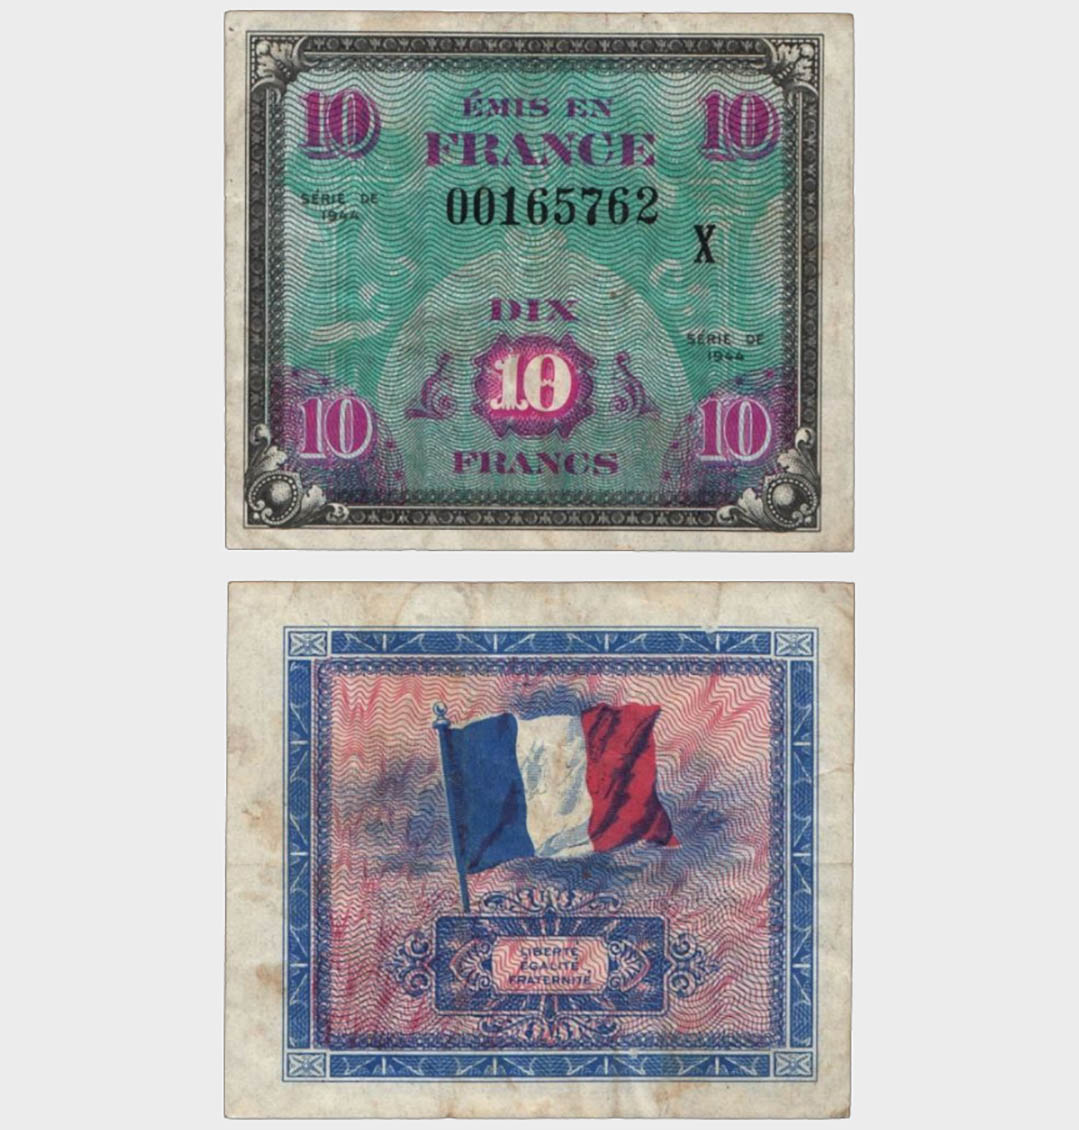 10 ÉMIS EN 10
FRANCE
SÉRIE DE
1944
00165762
X
DIX
SÉRIE DE
1944
10
10 10
FRANCS
LIBERTÉ
ÉGALITÉ
FRATERNITÉ